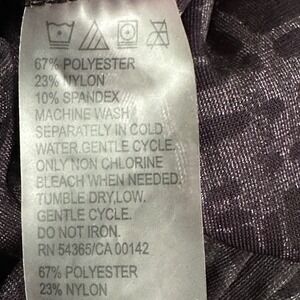 67% POLYESTER
23% NYLON
10% SPANDEX
MACHINE WASH
SEPARATELY IN COLD
WATER.GENTLE CYCLE.
ONLY NON CHLORINE
BLEACH WHEN NEEDED.
TUMBLE DRY,LOW.
GENTLE CYCLE.
DO NOT IRON.
RN 54365/CA 00142
67% POLYESTER
23% NYLON